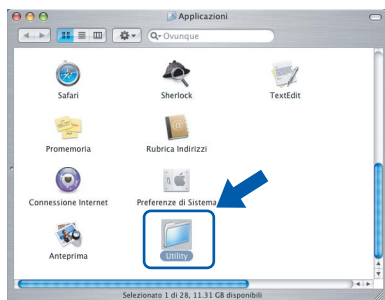 Applicazioni
Ovunque
Safari
Sherlock
TextEdit
Promemoria
Rubrica Indirizzi
Connessione Internet
Preferenze di Sistema
Anteprima
Utility
Selezionato 1 di 28, 11.31 GB disponibili